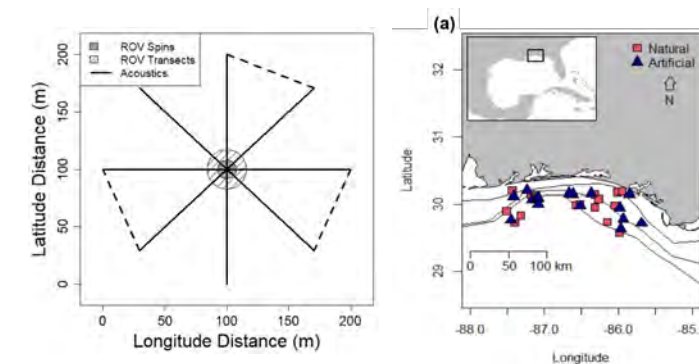 ROV Spins
ROV Transects
Acoustics
200
150
100
50
0
Latitude Distance (m)
0 50 100 150 200
Longitude Distance (m)
(a)
Natural
Artificial
N
32
31
30
29
Latitude
0 50 100 km
-88.0 -87.0 -86.0 -85.
Longitude